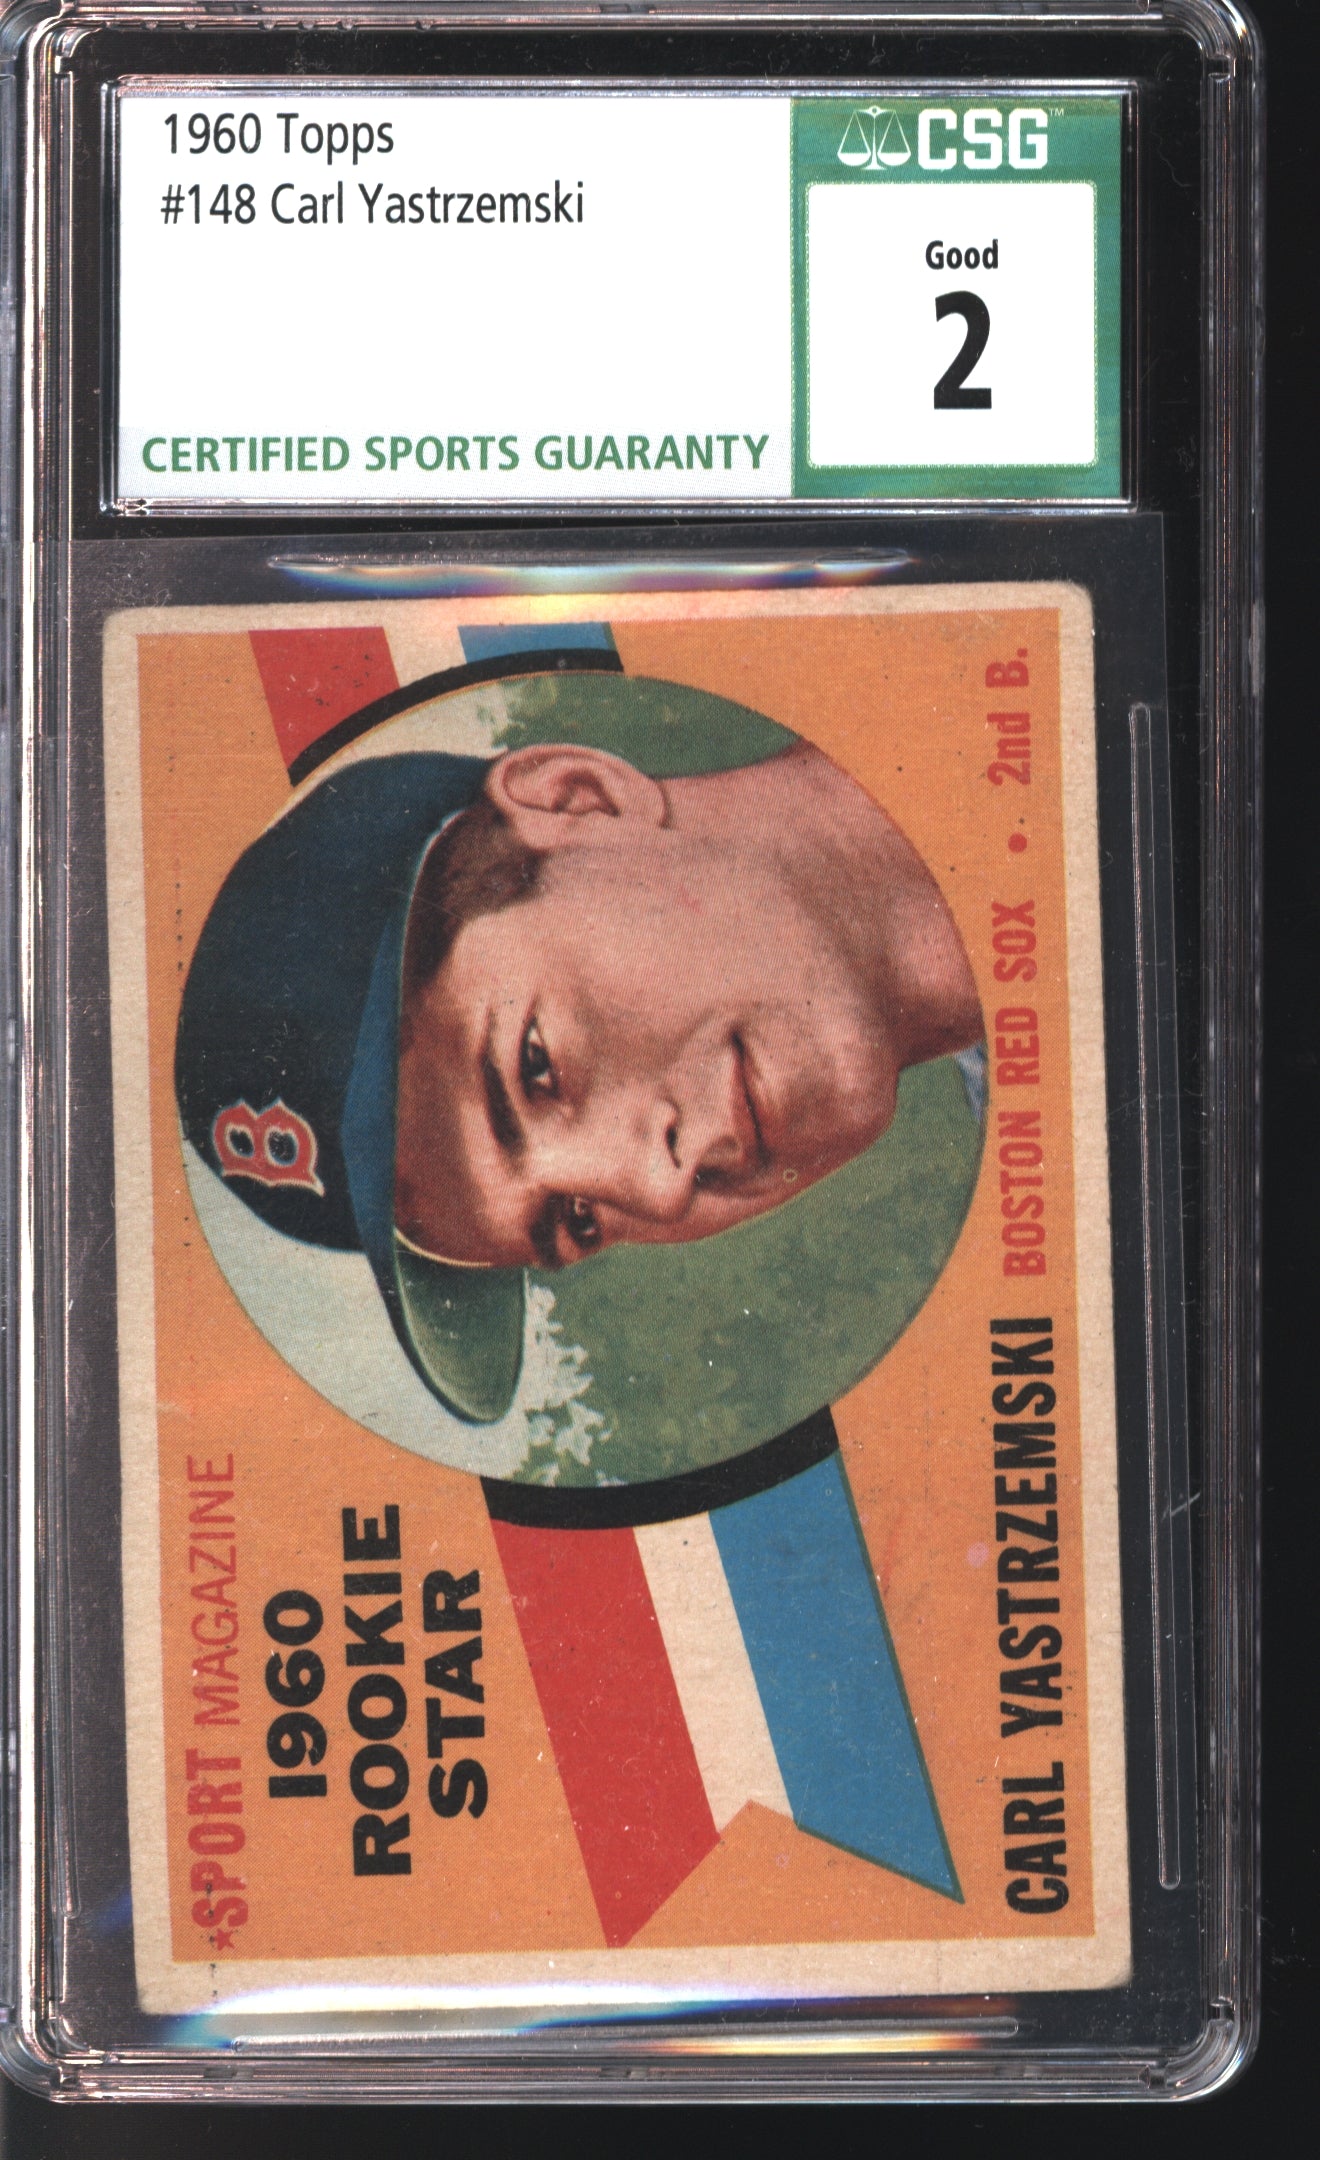 1960 Topps
#148 Carl Yastrzemski
CERTIFIED SPORTS GUARANTY
CSG™
Good
2
★SPORT MAGAZINE
1960
ROOKIE
STAR
B
CARL YASTRZEMSKI BOSTON RED SOX • 2nd B.